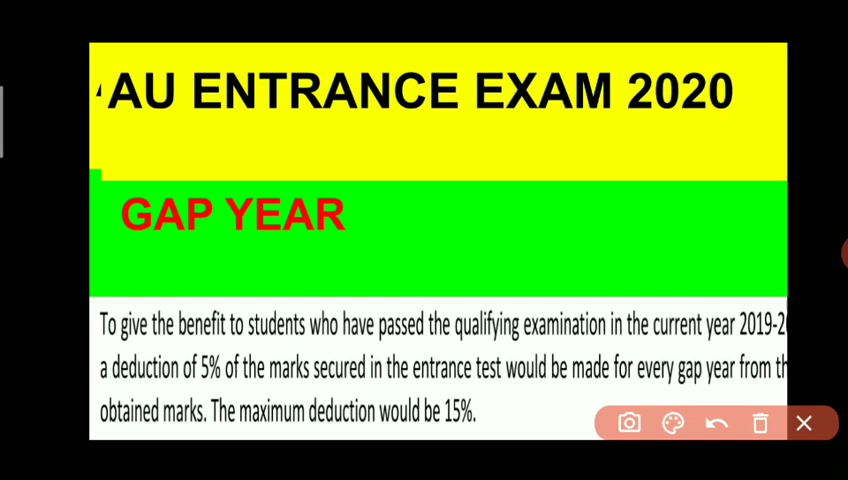 AU ENTRANCE EXAM 2020
GAP YEAR
To give the benefit to students who have passed the qualifying examination in the current year 2019-2
a deduction of 5% of the marks secured in the entrance test would be made for every gap year from
obtained marks. The maximum deduction would be 15%.